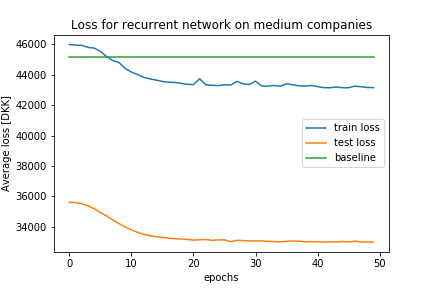 Loss for recurrent network on medium companies
46000
44000
42000
40000
38000
36000
34000
Average loss [DKK]
train loss
test loss
baseline
0
10
20
30
40
50
epochs